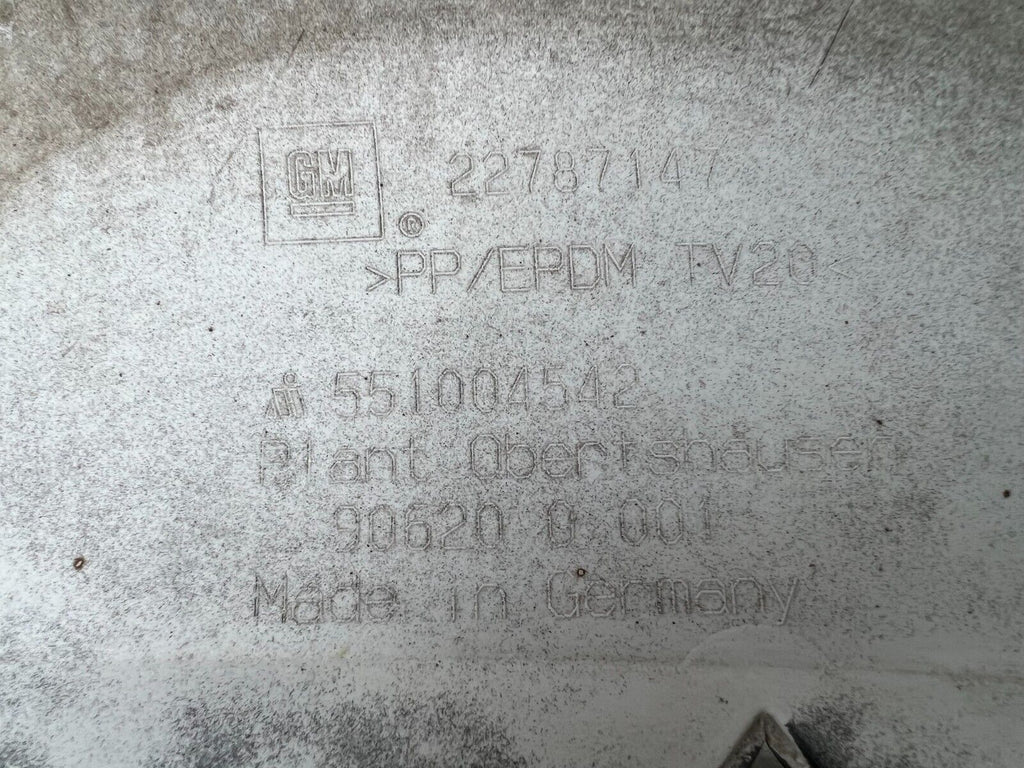 GM ® 22787147
>PP/EPDM TV20
551004542
Plant Obertshausen
90620 0 001
Made in Germany